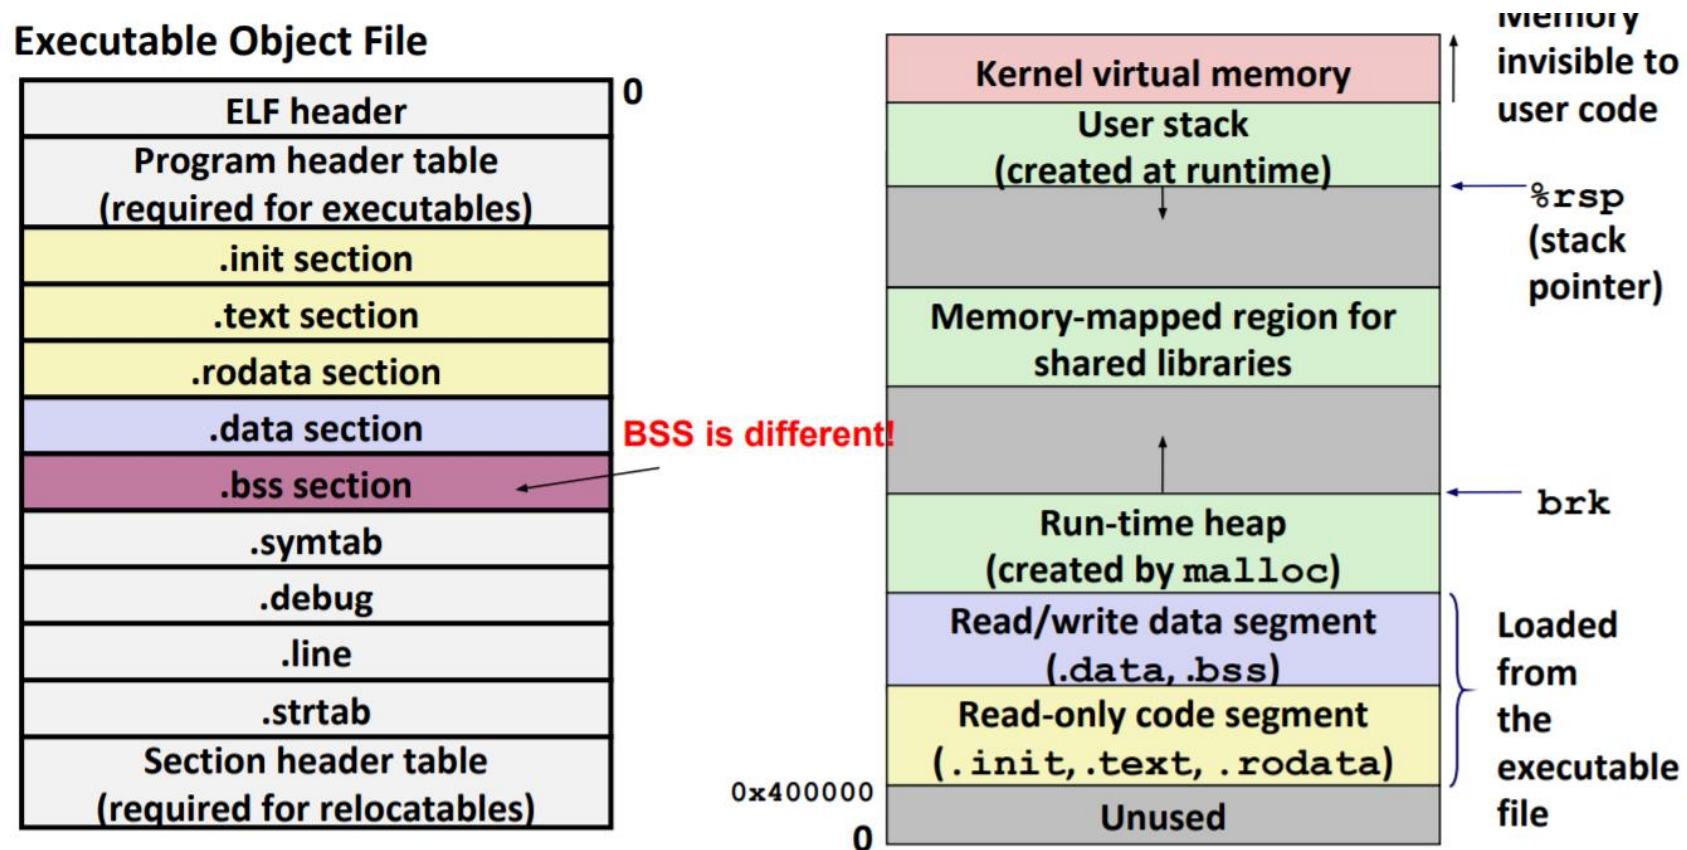 Executable Object File
0
ELF header
Program header table
(required for executables)
.init section
.text section
.rodata section
.data section
.bss section
.symtab
.debug
.line
.strtab
Section header table
(required for relocatables)
BSS is different!
Kernel virtual memory
User stack
(created at runtime)
Memory-mapped region for
shared libraries
Run-time heap
(created by malloc)
Read/write data segment
(.data, .bss)
Read-only code segment
(.init, .text, .rodata)
Unused
0x400000
0
Memory
invisible to
user code
%rsp
(stack
pointer)
brk
Loaded
from
the
executable
file